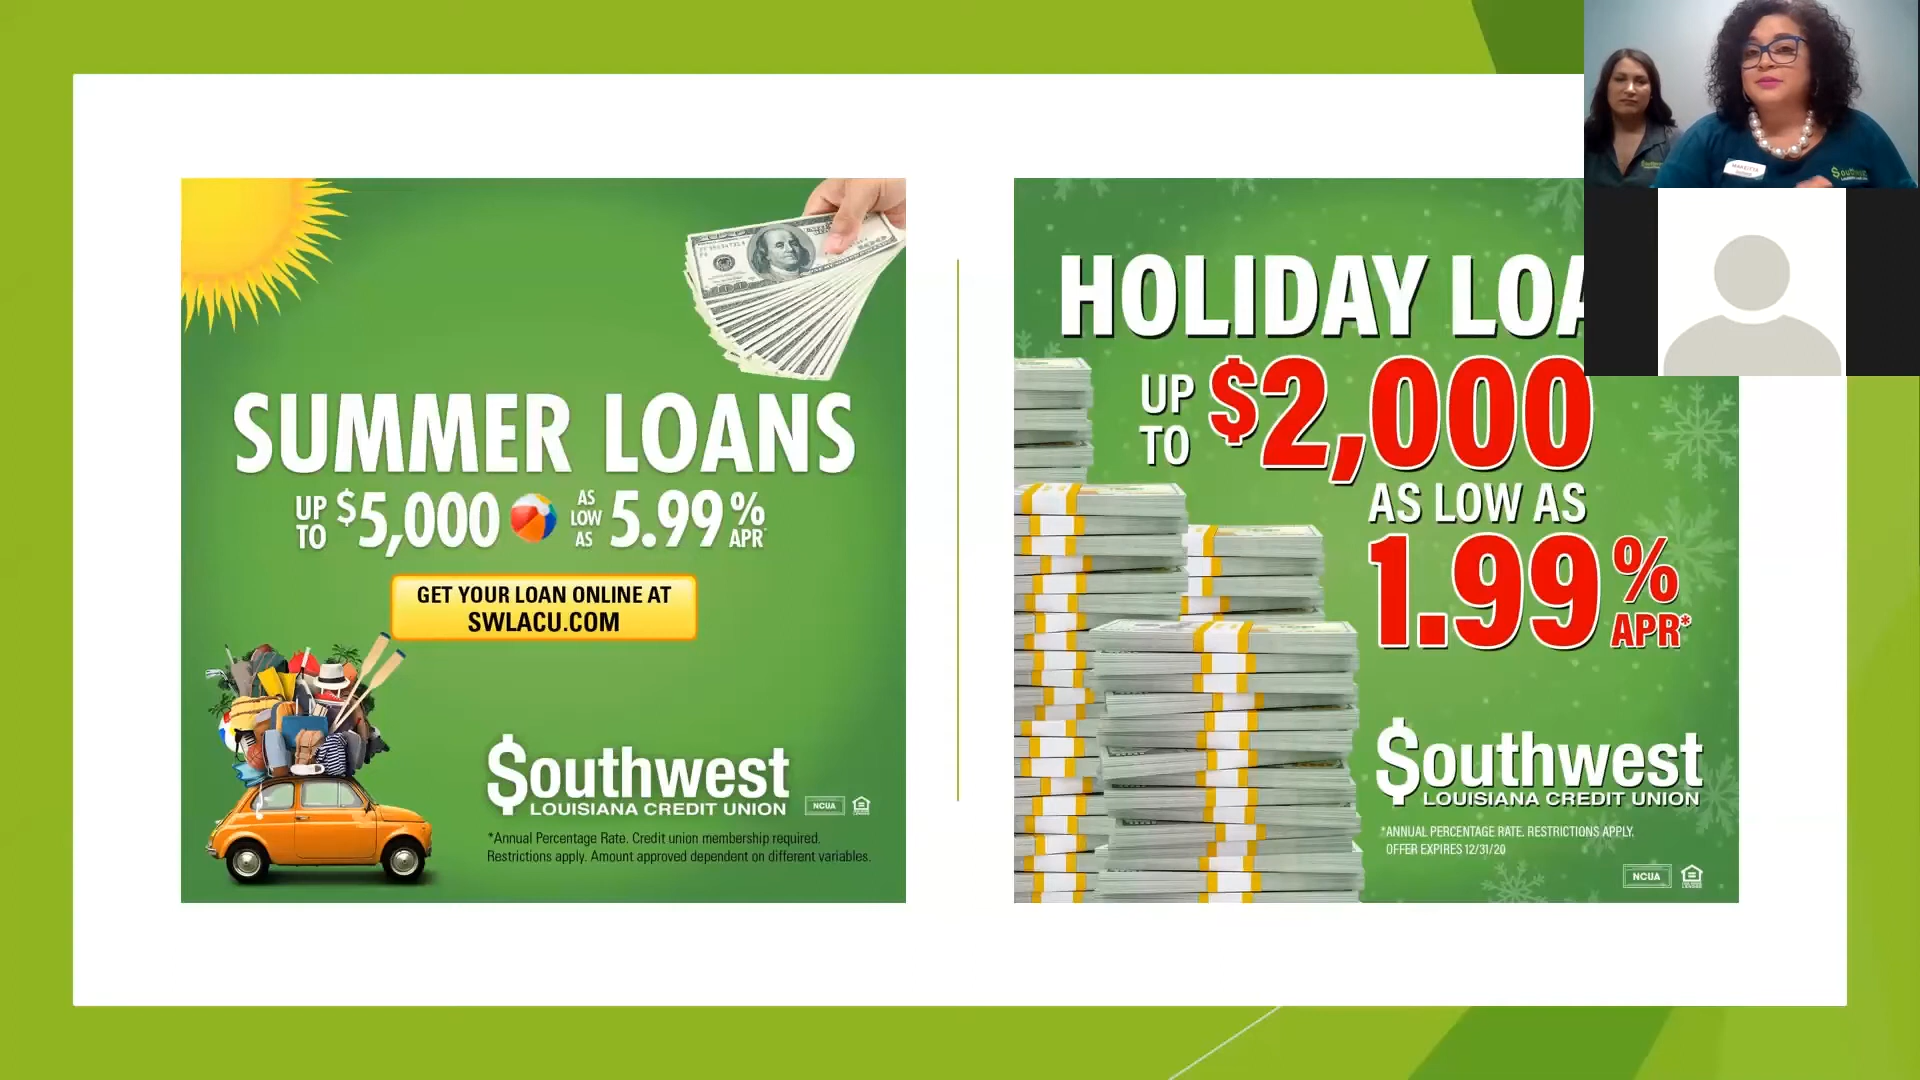 SUMMER LOANS
UP TO $5,000 AS LOW AS 5.99% APR*
GET YOUR LOAN ONLINE AT
SWLACU.COM
$outhwest
LOUISIANA CREDIT UNION
NCUA
*Annual Percentage Rate. Credit union membership required.
Restrictions apply. Amount approved dependent on different variables.
HOLIDAY LOA
UP TO $2,000
AS LOW AS
1.99% APR*
$outhwest
LOUISIANA CREDIT UNION
*ANNUAL PERCENTAGE RATE. RESTRICTIONS APPLY.
OFFER EXPIRES 12/31/20
NCUA